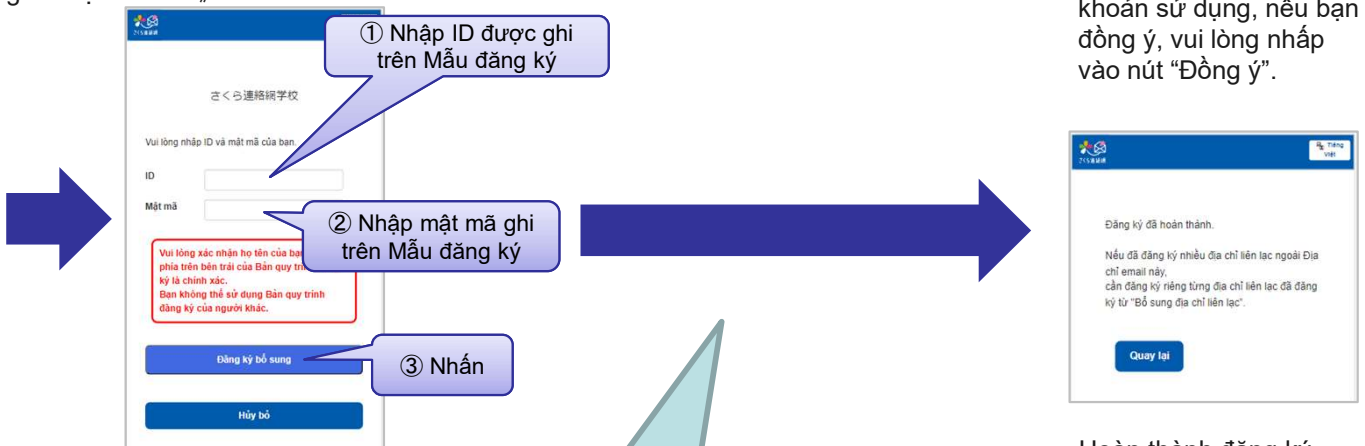 ① Nhập ID được ghi
trên Mẫu đăng ký
さくら連絡網学校
Vui lòng nhập ID và mật mã của bạn.
ID
Mật mã
② Nhập mật mã ghi
trên Mẫu đăng ký
Vui lòng xác nhận họ tên của
phía trên bên trái của Bản quy
ký là chính xác.
Bạn không thể sử dụng Bản quy trình
đăng ký của người khác.
Đăng ký bổ sung
③ Nhấn
Hủy bỏ
khoản sử dụng, nếu bạn
đồng ý, vui lòng nhấp
vào nút “Đồng ý”.
さくら連絡網
Tiếng
Việt
Đăng ký đã hoàn thành.
Nếu đã đăng ký nhiều địa chỉ liên lạc ngoài Địa
chỉ email này,
cần đăng ký riêng từng địa chỉ liên lạc đã đăng
ký từ "Bổ sung địa chỉ liên lạc".
Quay lại